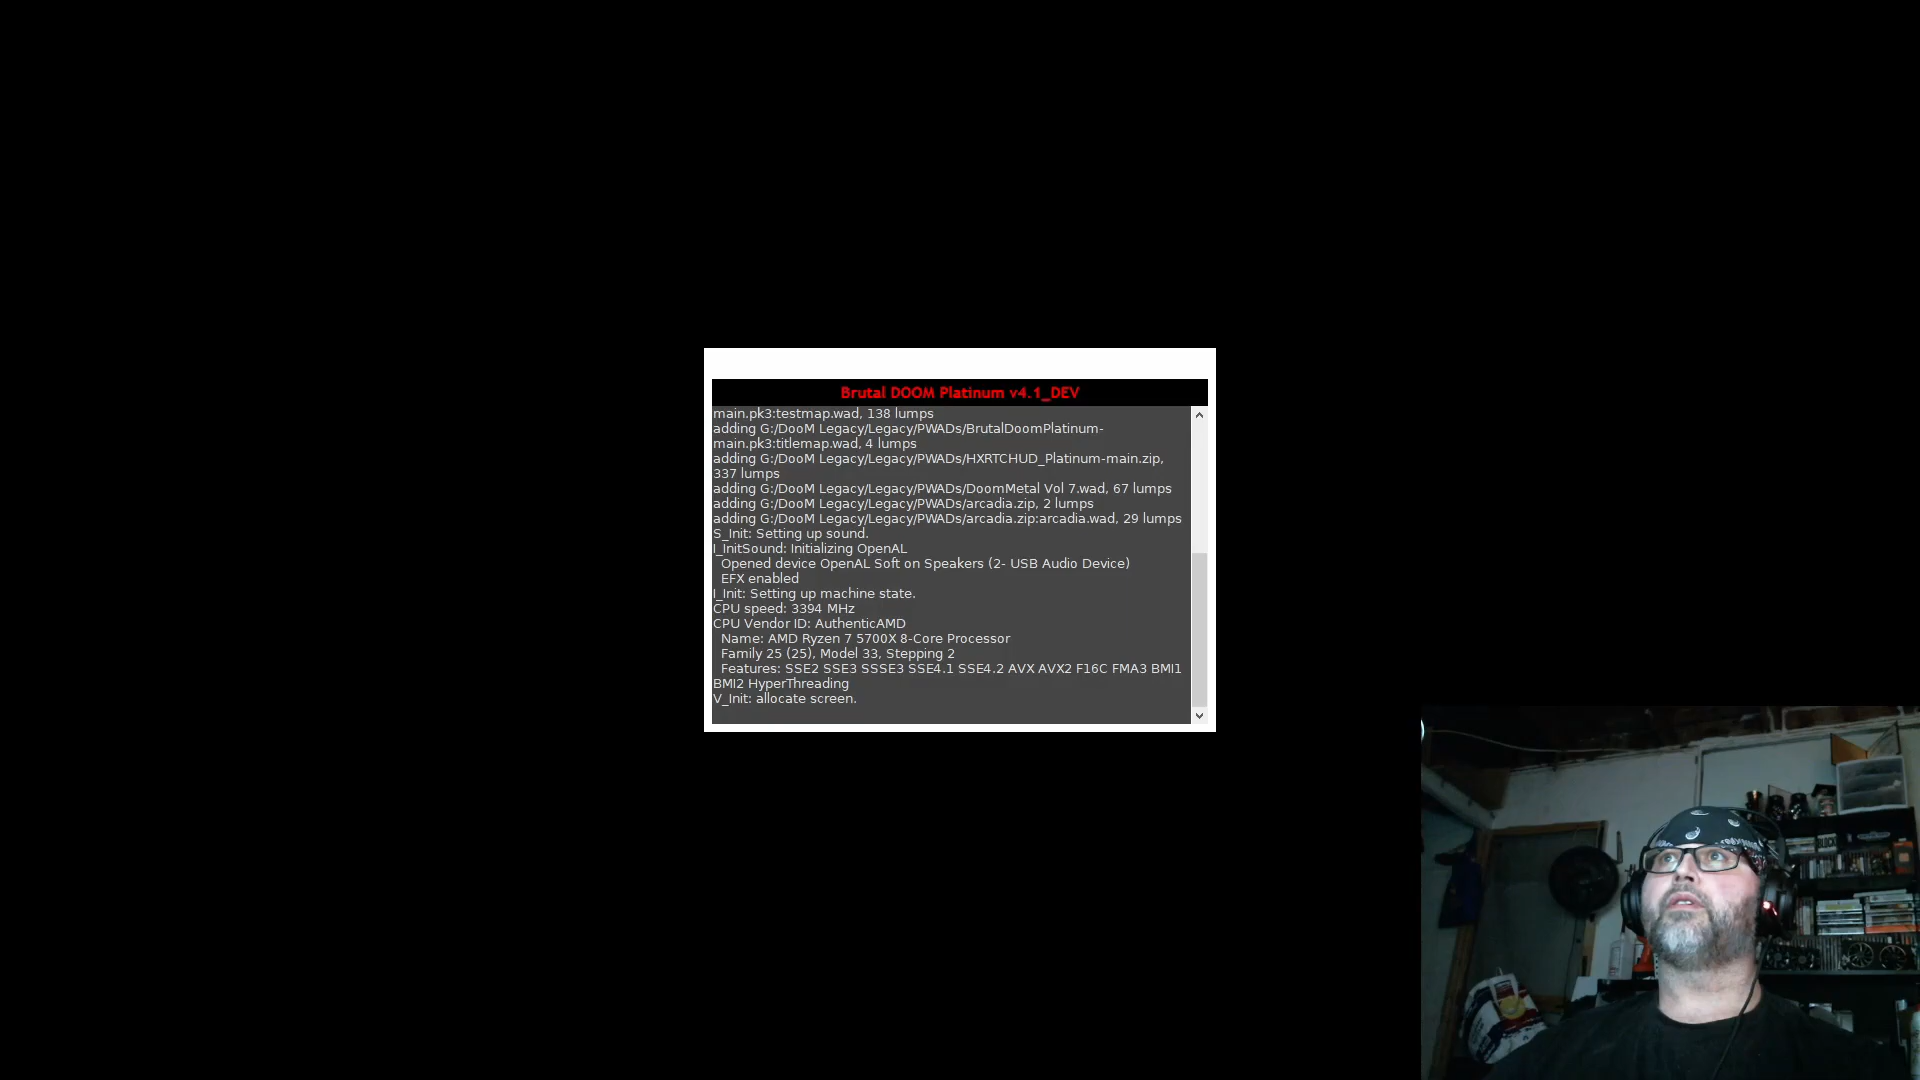 Brutal DOOM Platinum v4.1_DEV
main.pk3:testmap.wad, 138 lumps
adding G:/DooM Legacy/Legacy/PWADs/BrutalDoomPlatinum-
main.pk3:titlemap.wad, 4 lumps
adding G:/DooM Legacy/Legacy/PWADs/HXRTCHUD_Platinum-main.zip,
337 lumps
adding G:/DooM Legacy/Legacy/PWADs/DoomMetal Vol 7.wad, 67 lumps
adding G:/DooM Legacy/Legacy/PWADs/arcadia.zip, 2 lumps
adding G:/DooM Legacy/Legacy/PWADs/arcadia.zip:arcadia.wad, 29 lumps
S_Init: Setting up sound.
I_InitSound: Initializing OpenAL
Opened device OpenAL Soft on Speakers (2- USB Audio Device)
EFX enabled
I_Init: Setting up machine state.
CPU speed: 3394 MHz
CPU Vendor ID: AuthenticAMD
Name: AMD Ryzen 7 5700X 8-Core Processor
Family 25 (25), Model 33, Stepping 2
Features: SSE2 SSE3 SSSE3 SSE4.1 SSE4.2 AVX AVX2 F16C FMA3 BMI1
BMI2 HyperThreading
V_Init: allocate screen.